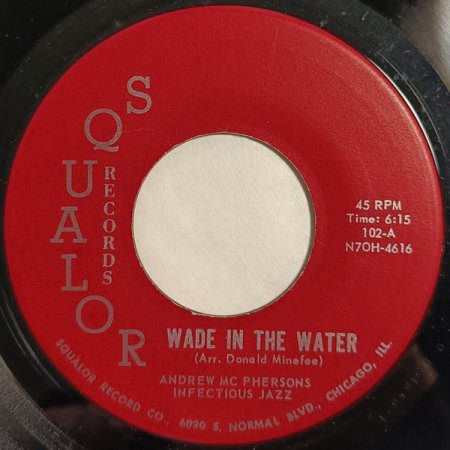 SQUALOR
RECORDS
45 RPM
Time: 6:15
102-A
N7OH-4616
WADE IN THE WATER
(Arr. Donald Minefee)
ANDREW MC PHERSONS
INFECTIOUS JAZZ
SQUALOR RECORD CO., 6020 S. NORMAL BLVD., CHICAGO, ILL.